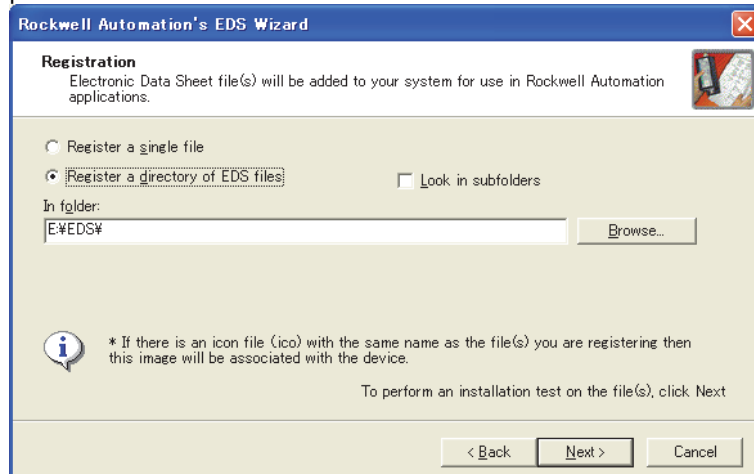 Rockwell Automation's EDS Wizard
Registration
Electronic Data Sheet file(s) will be added to your system for use in Rockwell Automation
applications.
Register a single file
Register a directory of EDS files
Look in subfolders
In folder:
E:¥EDS¥
Browse...
* If there is an icon file (ico) with the same name as the file(s) you are registering then
this image will be associated with the device.
To perform an installation test on the file(s), click Next
< Back
Next >
Cancel